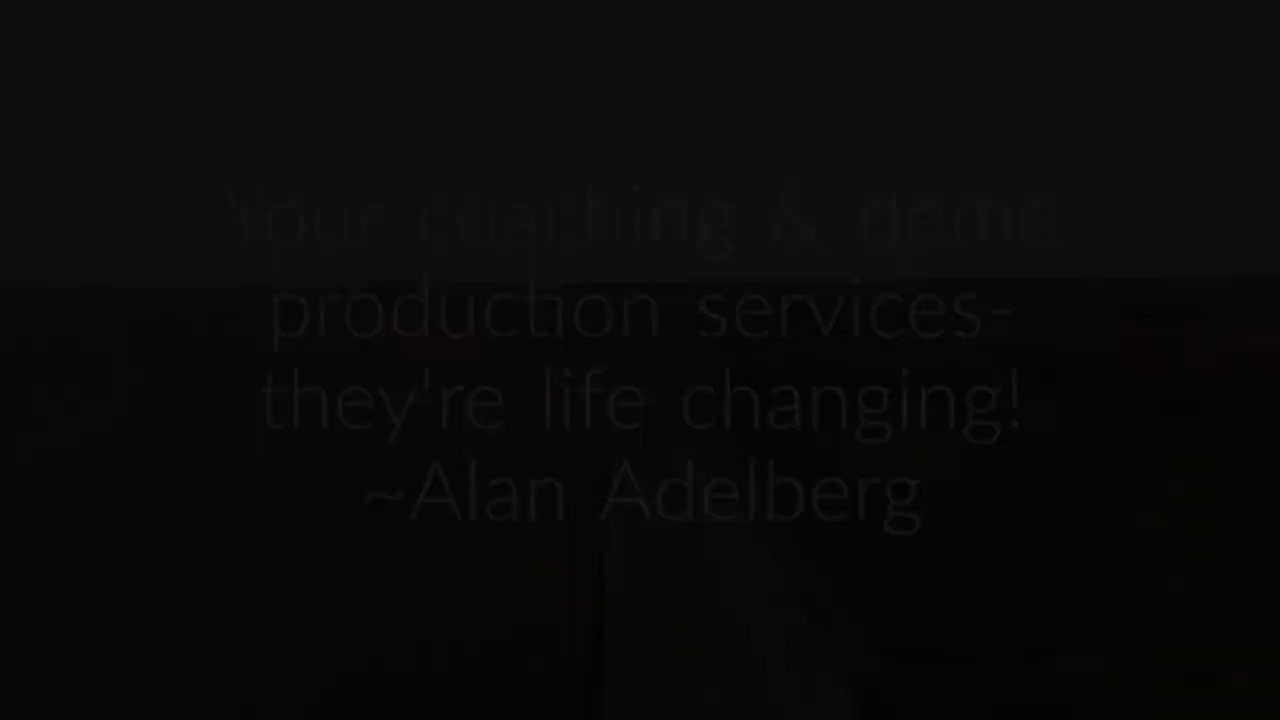 Your coaching & demo
production services-
they're life changing!
~Alan Adelberg